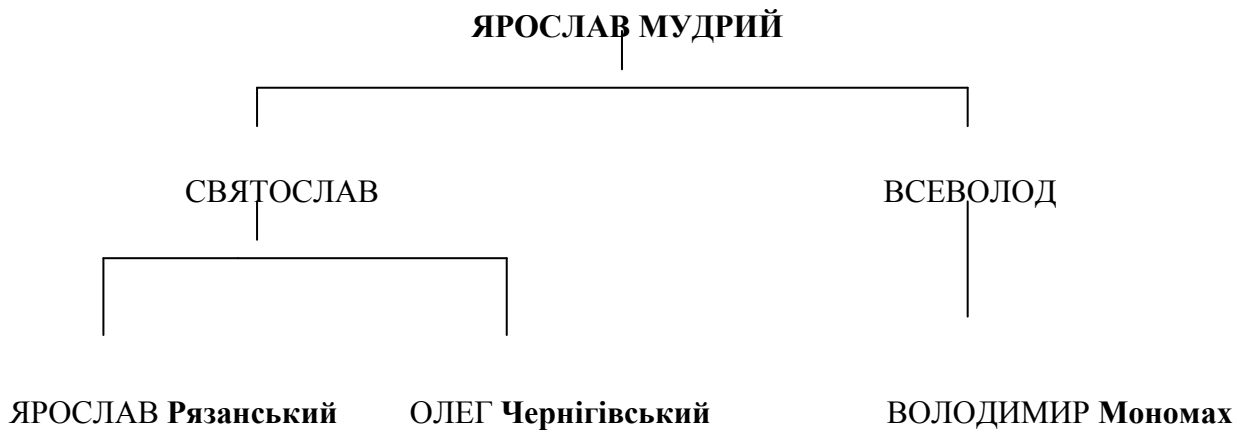 ЯРОСЛАВ МУДРИЙ
СВЯТОСЛАВ ВСЕВОЛОД
ЯРОСЛАВ Рязанський ОЛЕГ Чернігівський ВОЛОДИМИР Мономах